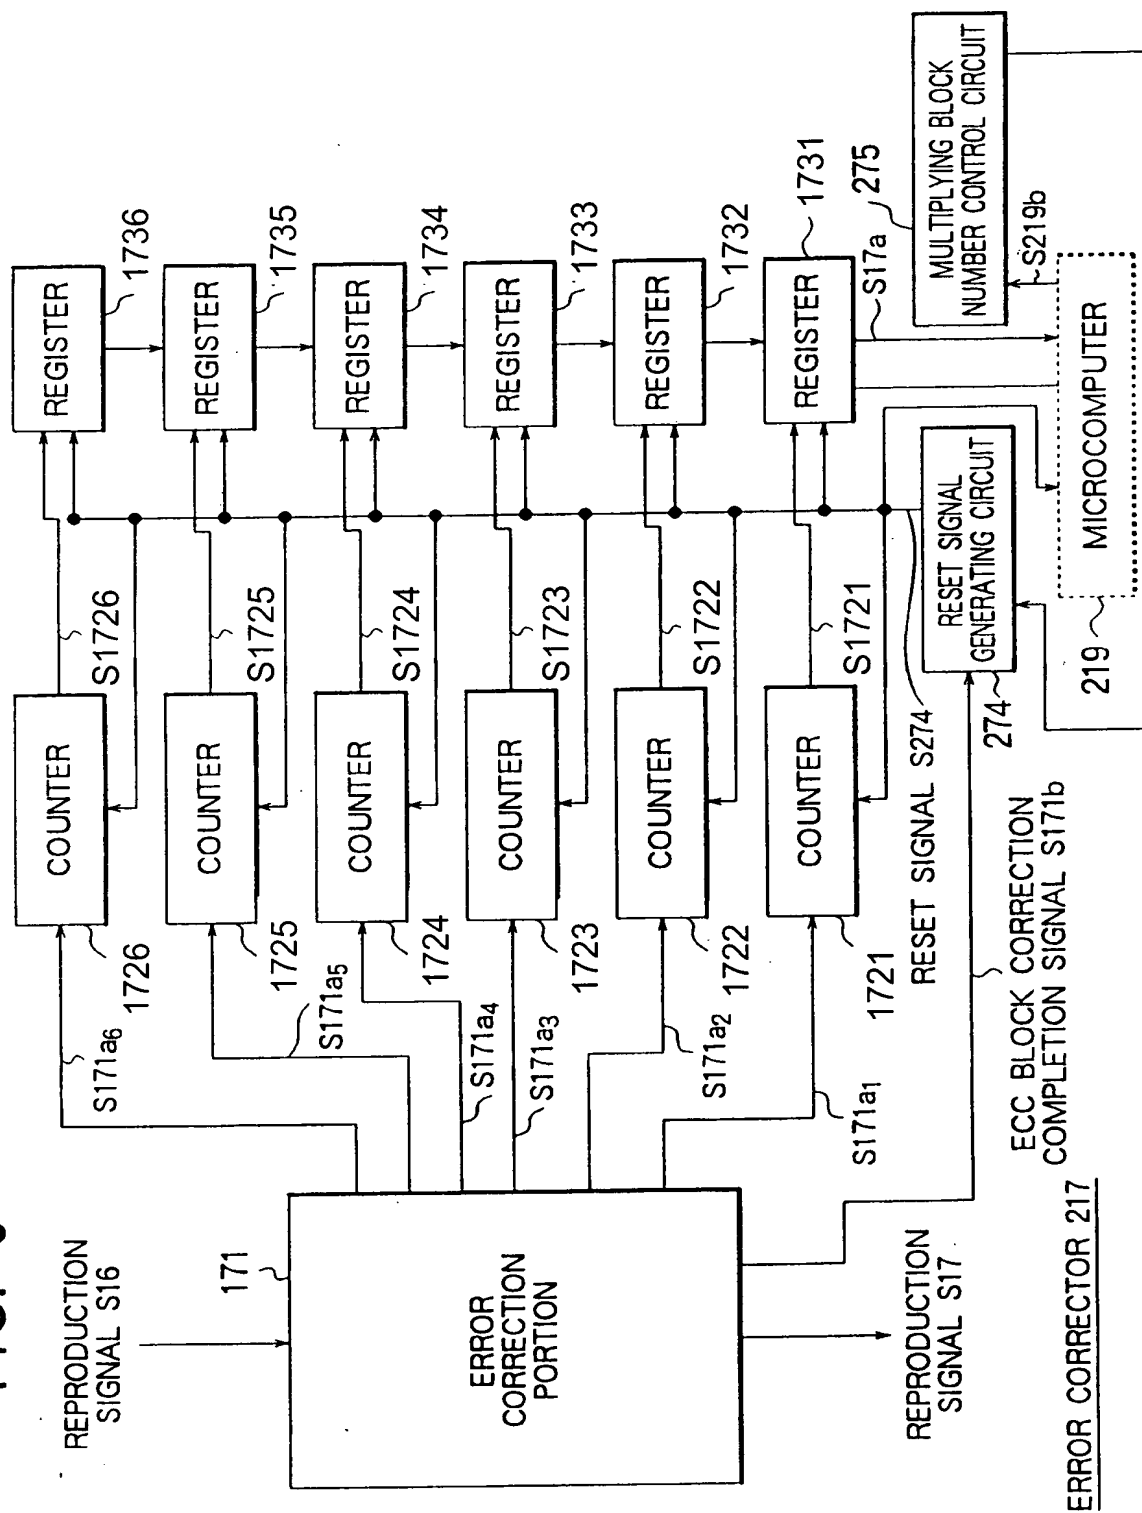 REPRODUCTION
SIGNAL S16
171
ERROR
CORRECTION
PORTION
REPRODUCTION
SIGNAL S17
ERROR CORRECTOR 217
S171a6
S171a5
S171a4
S171a3
S171a2
S171a1
ECC BLOCK CORRECTION
COMPLETION SIGNAL S171b
COUNTER
1726
S1726
REGISTER
1736
COUNTER
1725
S1725
REGISTER
1735
COUNTER
1724
S1724
REGISTER
1734
COUNTER
1723
S1723
REGISTER
1733
COUNTER
1722
S1722
REGISTER
1732
COUNTER
1721
S1721
REGISTER
1731
RESET SIGNAL S274
274
RESET SIGNAL
GENERATING CIRCUIT
S17a
275
MULTIPLYING BLOCK
NUMBER CONTROL CIRCUIT
S219b
219
MICROCOMPUTER